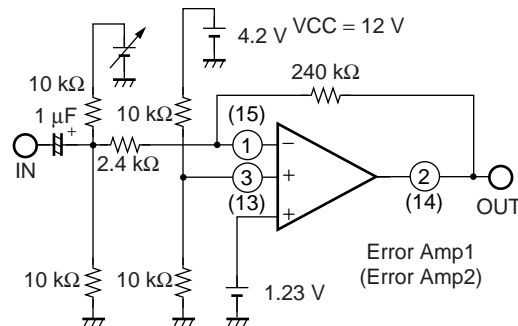 4.2 V
VCC = 12 V
10 kΩ
240 kΩ
1 μF
+
10 kΩ
(15)
IN
2.4 kΩ
1
−
3
+
(13)
+
2
(14)
OUT
10 kΩ
10 kΩ
1.23 V
Error Amp1
(Error Amp2)